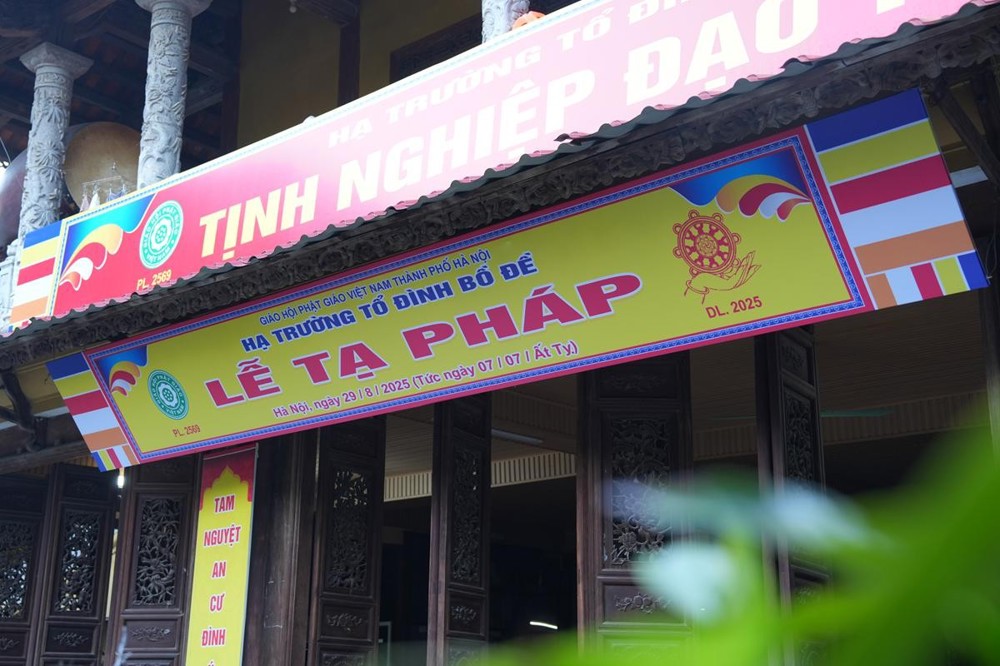 HẠ TRƯỜNG TỔ
TỊNH NGHIỆP ĐẠO
PL. 2569
GIÁO HỘI PHẬT GIÁO VIỆT NAM THÀNH PHỐ HÀ NỘI
HẠ TRƯỜNG TỔ ĐÌNH BỒ ĐỀ
LỄ TẠ PHÁP
Hà Nội, ngày 29 / 8 / 2025 (Tức ngày 07 / 07 / Ất Tỵ)
PL. 2569
DL. 2025
TAM
NGUYỆT
AN
CƯ
ĐÌNH